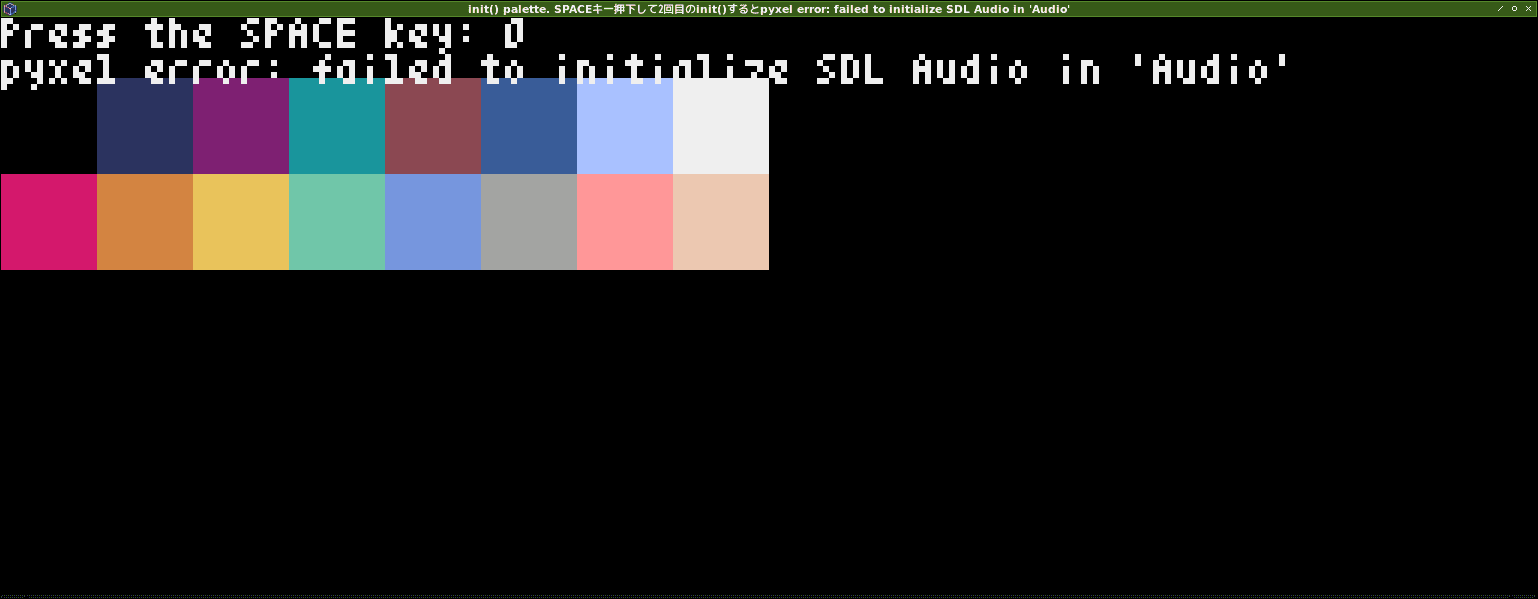 init() palette. SPACEキー押下して2回目のinit()するとpyxel error: failed to initialize SDL Audio in 'Audio'
Press the SPACE key: 0
pyxel error: failed to initialize SDL Audio in 'Audio'